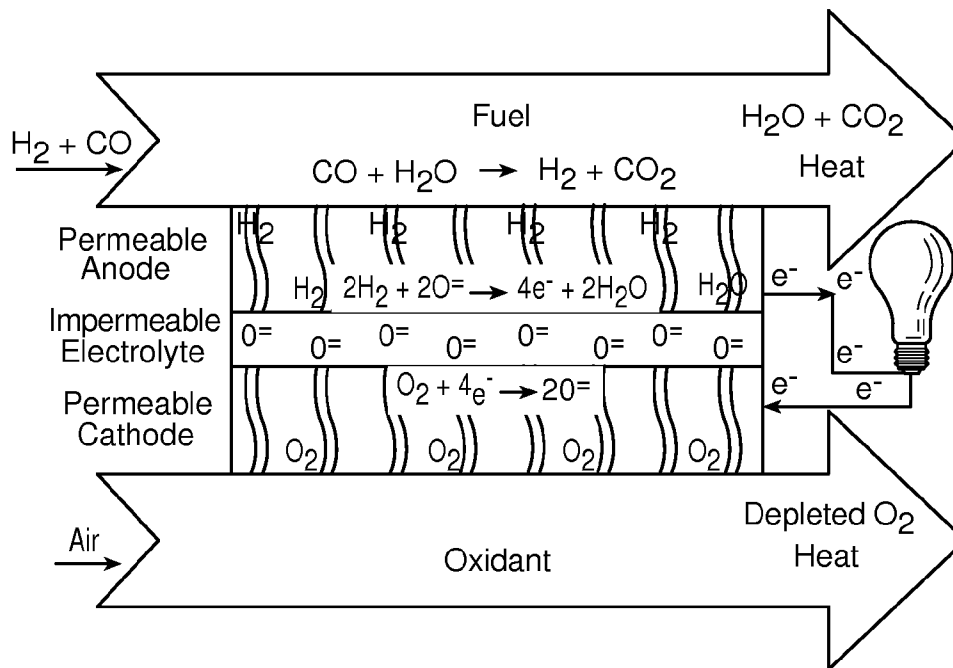 Fuel
H₂O + CO₂
Heat
H₂ + CO
CO + H₂O → H₂ + CO₂
Permeable
Anode
H₂ H₂ H₂ H₂
H₂ 2H₂ + 2O⁼ → 4e⁻ + 2H₂O H₂O
e⁻ e⁻
Impermeable
Electrolyte
O⁼ O⁼ O⁼ O⁼
O⁼ O⁼ O⁼ O⁼
e⁻
Permeable
Cathode
O₂ + 4e⁻ → 2O⁼
e⁻ e⁻
O₂ O₂ O₂ O₂
Air
Oxidant
Depleted O₂
Heat